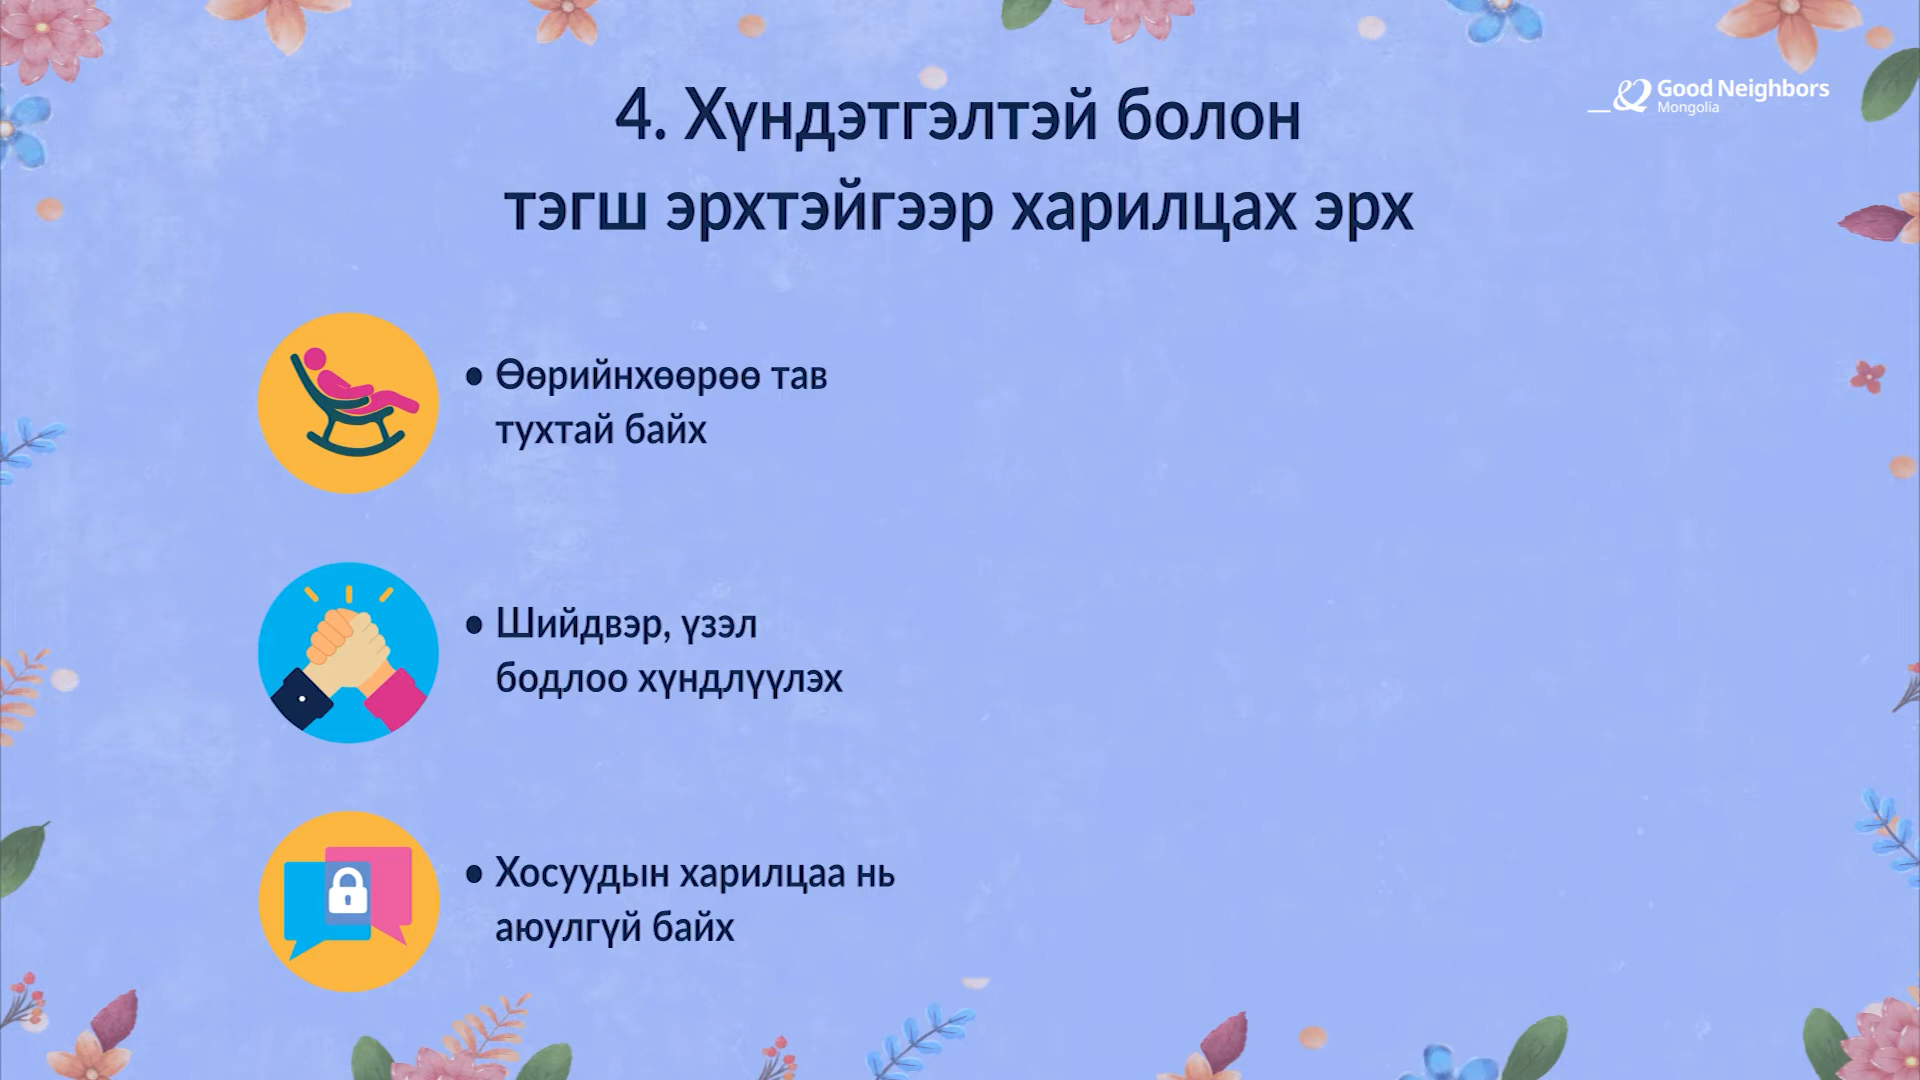 Good Neighbors
Mongolia
4. Хүндэтгэлтэй болон
тэгш эрхтэйгээр харилцах эрх
• Өөрийнхөөрөө тав
тухтай байх
• Шийдвэр, үзэл
бодлоо хүндлүүлэх
• Хосуудын харилцаа нь
аюулгүй байх